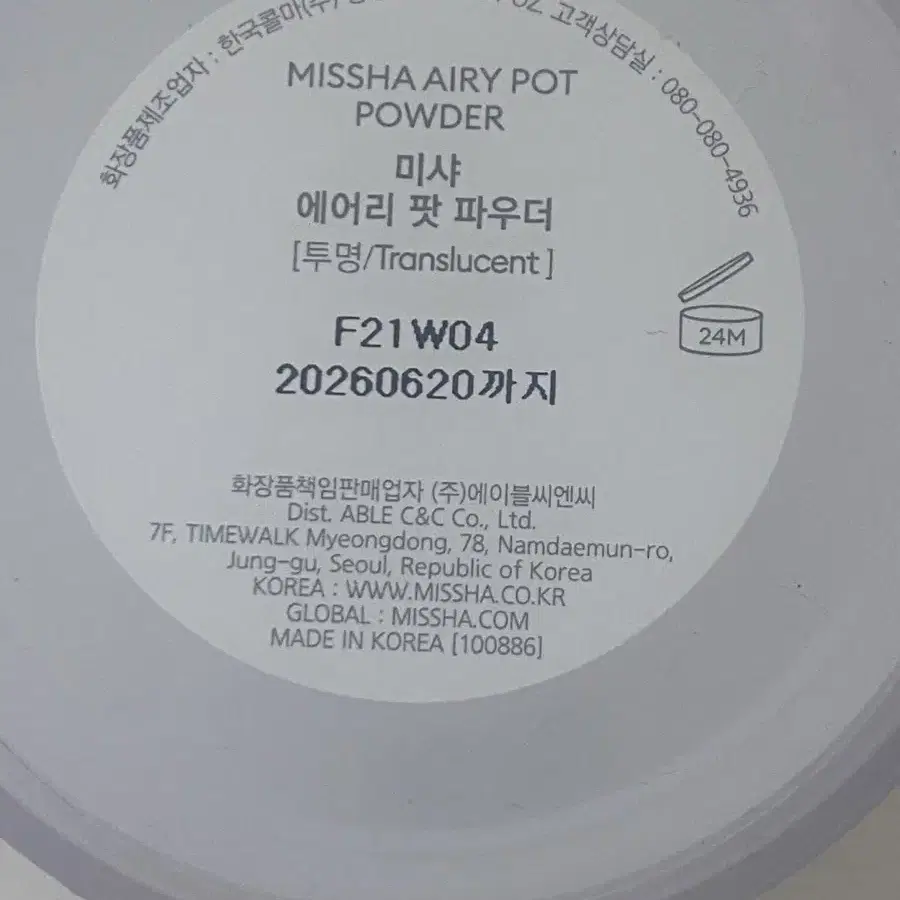 화장품제조업자 : 한국콜마(주)
OZ 고객상담실 : 080-080-4936
MISSHA AIRY POT
POWDER
미샤
에어리 팟 파우더
[투명/Translucent]
24M
F21W04
20260620까지
화장품책임판매업자 (주)에이블씨엔씨
Dist. ABLE C&C Co., Ltd.
7F, TIMEWALK Myeongdong, 78, Namdaemun-ro,
Jung-gu, Seoul, Republic of Korea
KOREA : WWW.MISSHA.CO.KR
GLOBAL : MISSHA.COM
MADE IN KOREA [100886]